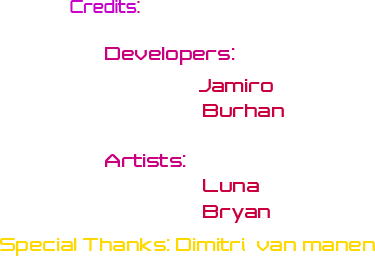 Credits:
Developers:
Jamiro
Burhan
Artists:
Luna
Bryan
Special Thanks: Dimitri van manen